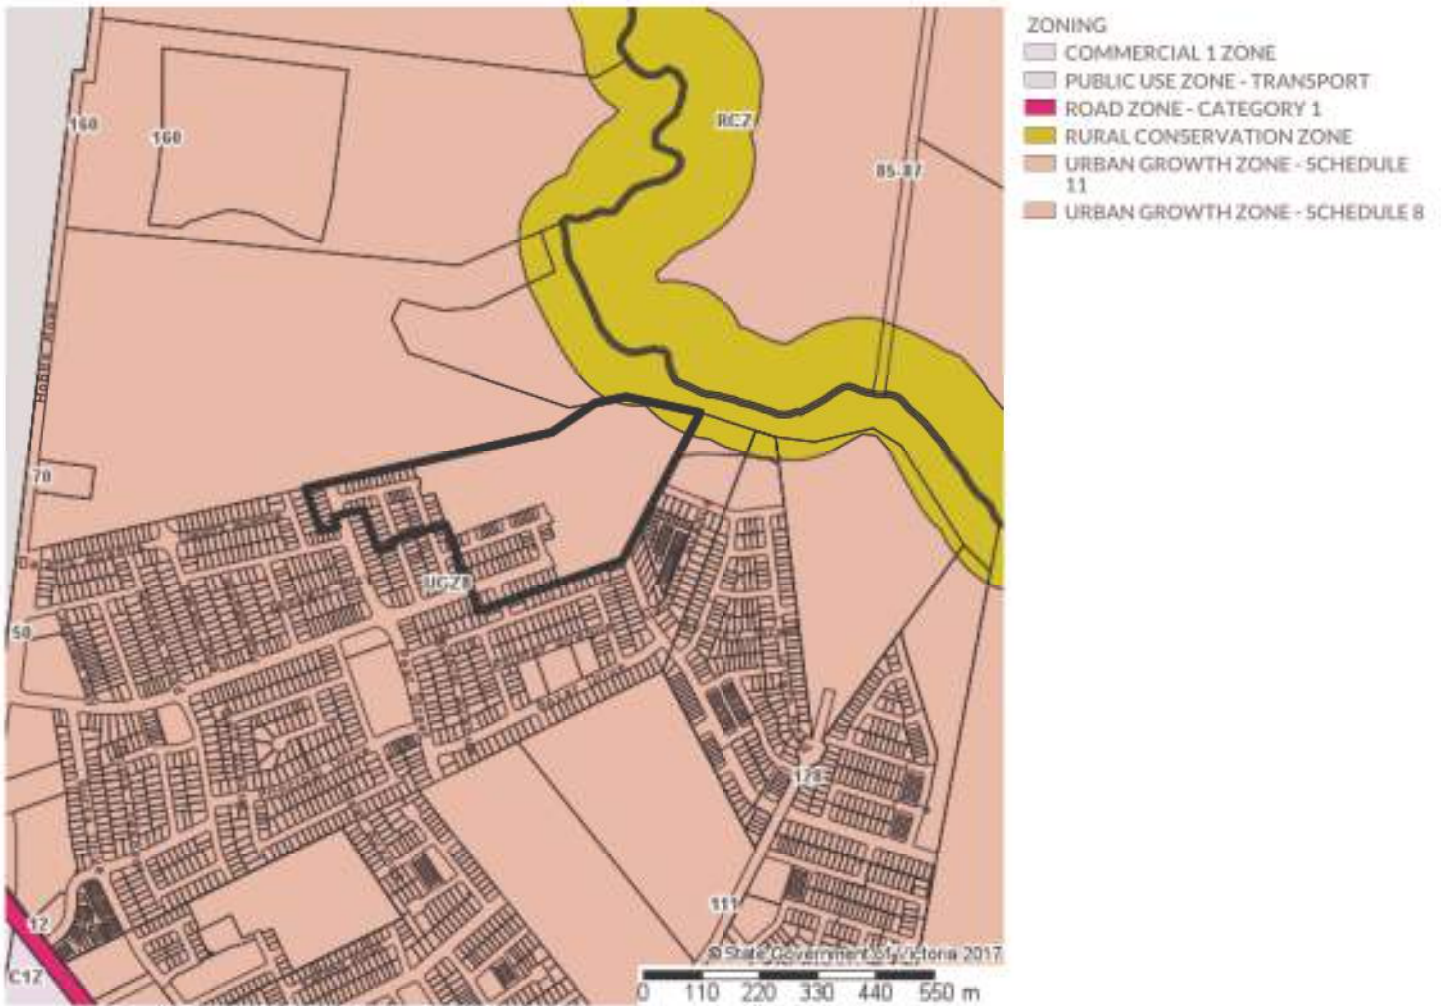 ZONING
COMMERCIAL 1 ZONE
PUBLIC USE ZONE - TRANSPORT
ROAD ZONE - CATEGORY 1
RURAL CONSERVATION ZONE
URBAN GROWTH ZONE - SCHEDULE
11
URBAN GROWTH ZONE - SCHEDULE 8
160
160
RCZ
85-87
70
UGZ8
50
178
111
12
C1Z
© State Government of Victoria 2017
0 110 220 330 440 550 m